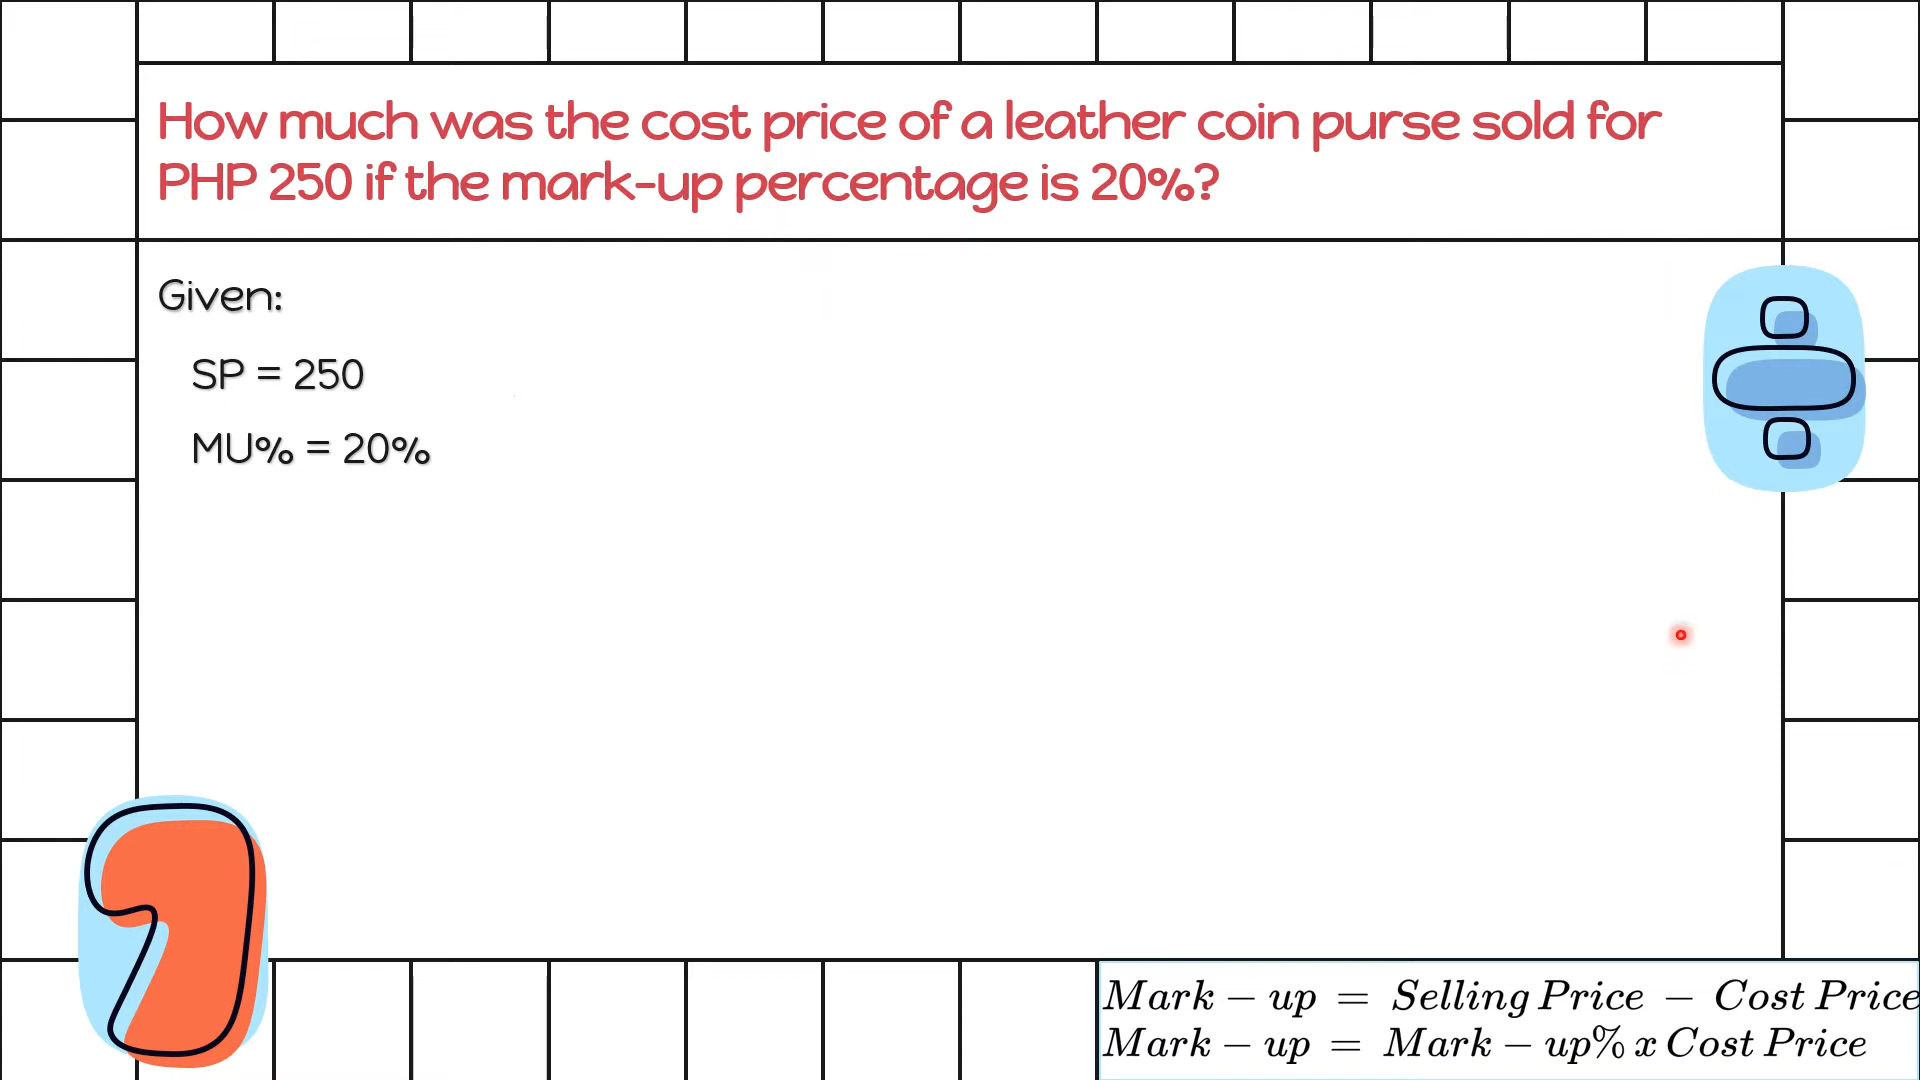 How much was the cost price of a leather coin purse sold for
PHP 250 if the mark-up percentage is 20%?
Given:
SP = 250
MU% = 20%
Mark – up = Selling Price – Cost Price
Mark – up = Mark – up% x Cost Price